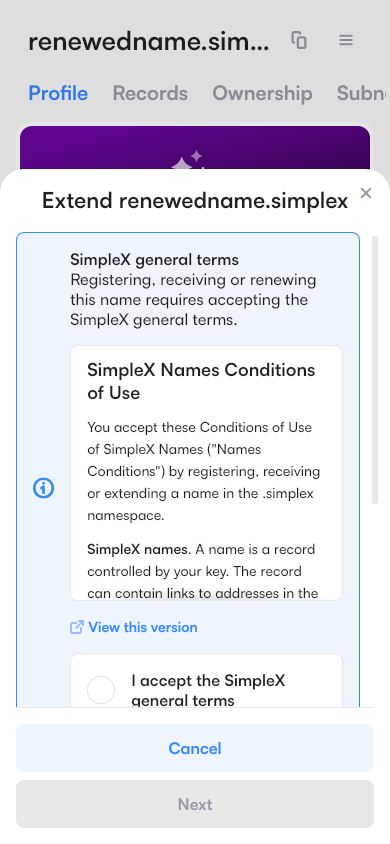 renewedname.sim...
Profile Records Ownership Subn
Extend renewedname.simplex
SimpleX general terms
Registering, receiving or renewing
this name requires accepting the
SimpleX general terms.
SimpleX Names Conditions
of Use
You accept these Conditions of Use
of SimpleX Names ("Names
Conditions") by registering, receiving
or extending a name in the .simplex
namespace.
SimpleX names. A name is a record
controlled by your key. The record
can contain links to addresses in the
View this version
I accept the SimpleX
general terms
Cancel
Next